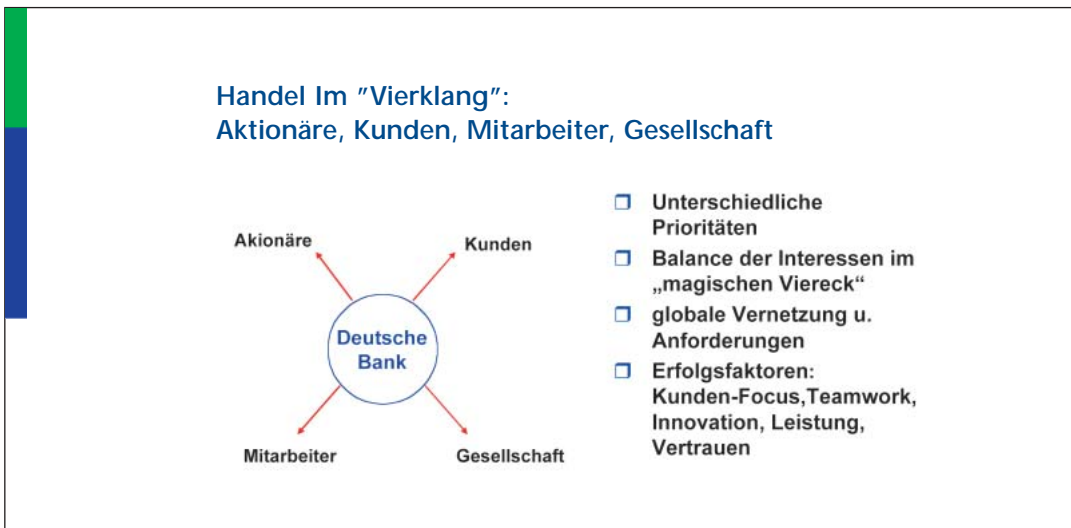 Handel Im "Vierklang":
Aktionäre, Kunden, Mitarbeiter, Gesellschaft
Akionäre
Kunden
Deutsche
Bank
Mitarbeiter
Gesellschaft
❒ Unterschiedliche
Prioritäten
❒ Balance der Interessen im
„magischen Viereck“
❒ globale Vernetzung u.
Anforderungen
❒ Erfolgsfaktoren:
Kunden-Focus,Teamwork,
Innovation, Leistung,
Vertrauen